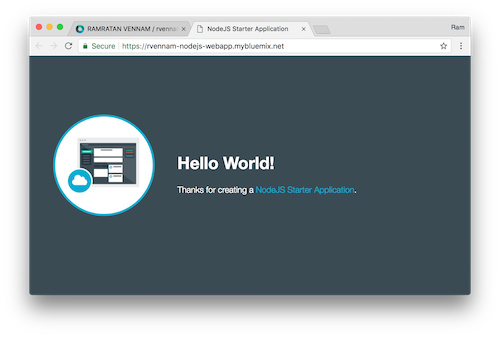 RAMRATAN VENNAM / rvennam
NodeJS Starter Application
Ram
Secure
https://rvennam-nodejs-webapp.mybluemix.net
Hello World!
Thanks for creating a NodeJS Starter Application.